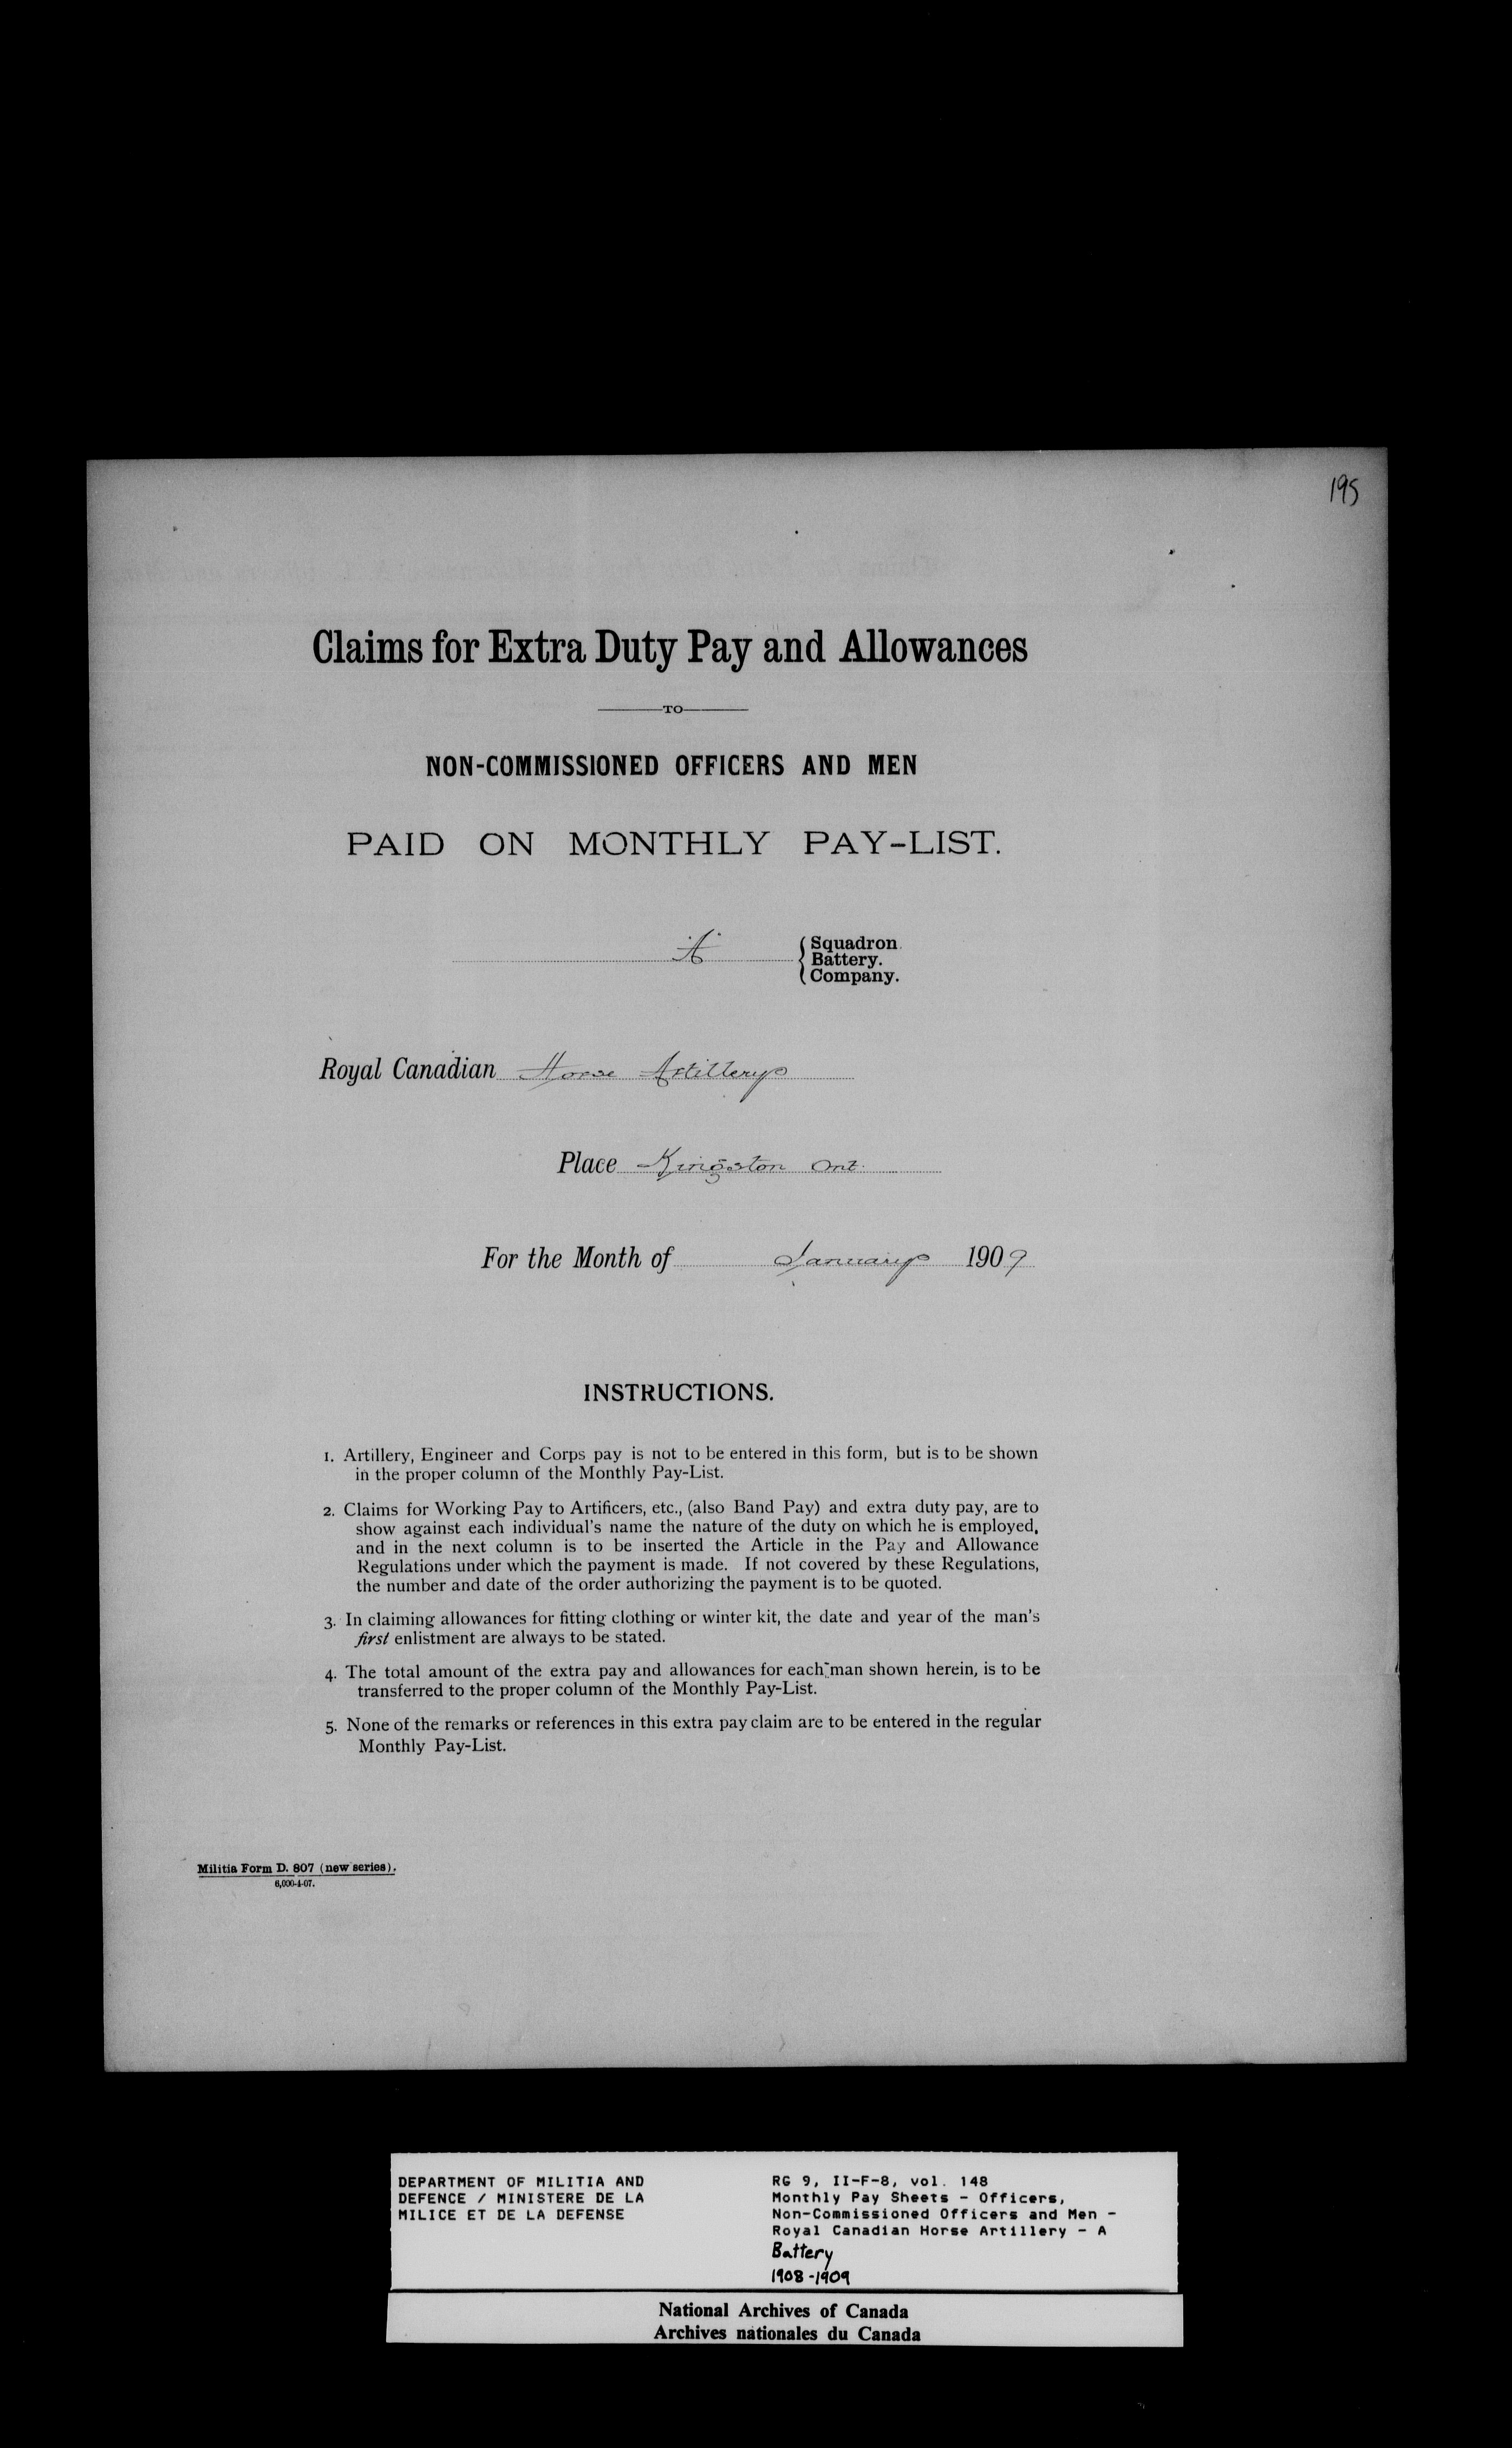 195
Claims for Extra Duty Pay and Allowances
TO
NON-COMMISSIONED OFFICERS AND MEN
PAID ON MONTHLY PAY-LIST.
"A" { Squadron.
Battery.
Company.
Royal Canadian Horse Artillery
Place Kingston Ont.
For the Month of January 1909
INSTRUCTIONS.
1. Artillery, Engineer and Corps pay is not to be entered in this form, but is to be shown
in the proper column of the Monthly Pay-List.
2. Claims for Working Pay to Artificers, etc., (also Band Pay) and extra duty pay, are to
show against each individual's name the nature of the duty on which he is employed,
and in the next column is to be inserted the Article in the Pay and Allowance
Regulations under which the payment is made. If not covered by these Regulations,
the number and date of the order authorizing the payment is to be quoted.
3. In claiming allowances for fitting clothing or winter kit, the date and year of the man's
first enlistment are always to be stated.
4. The total amount of the extra pay and allowances for each man shown herein, is to be
transferred to the proper column of the Monthly Pay-List.
5. None of the remarks or references in this extra pay claim are to be entered in the regular
Monthly Pay-List.
Militia Form D. 807 (new series).
6,000-4-07.
DEPARTMENT OF MILITIA AND
DEFENCE / MINISTERE DE LA
MILICE ET DE LA DEFENSE
RG 9, II-F-8, vol. 148
Monthly Pay Sheets - Officers,
Non-Commissioned Officers and Men -
Royal Canadian Horse Artillery - A
Battery
1908-1909
National Archives of Canada
Archives nationales du Canada